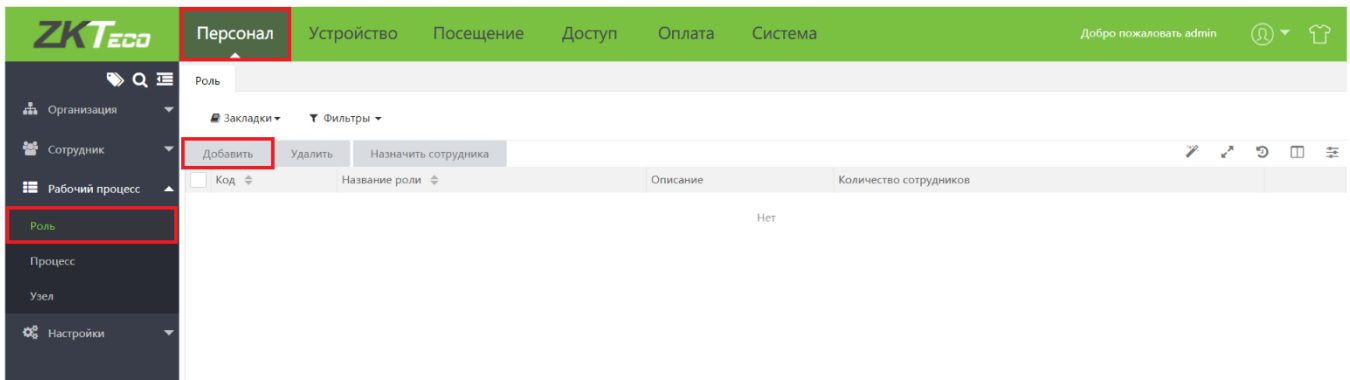 ZKTeco Персонал Устройство Посещение Доступ Оплата Система Добро пожаловать admin
Роль
Организация
Закладки Фильтры
Сотрудник
Добавить Удалить Назначить сотрудника
Рабочий процесс
Код Название роли Описание Количество сотрудников
Роль
Нет
Процесс
Узел
Настройки